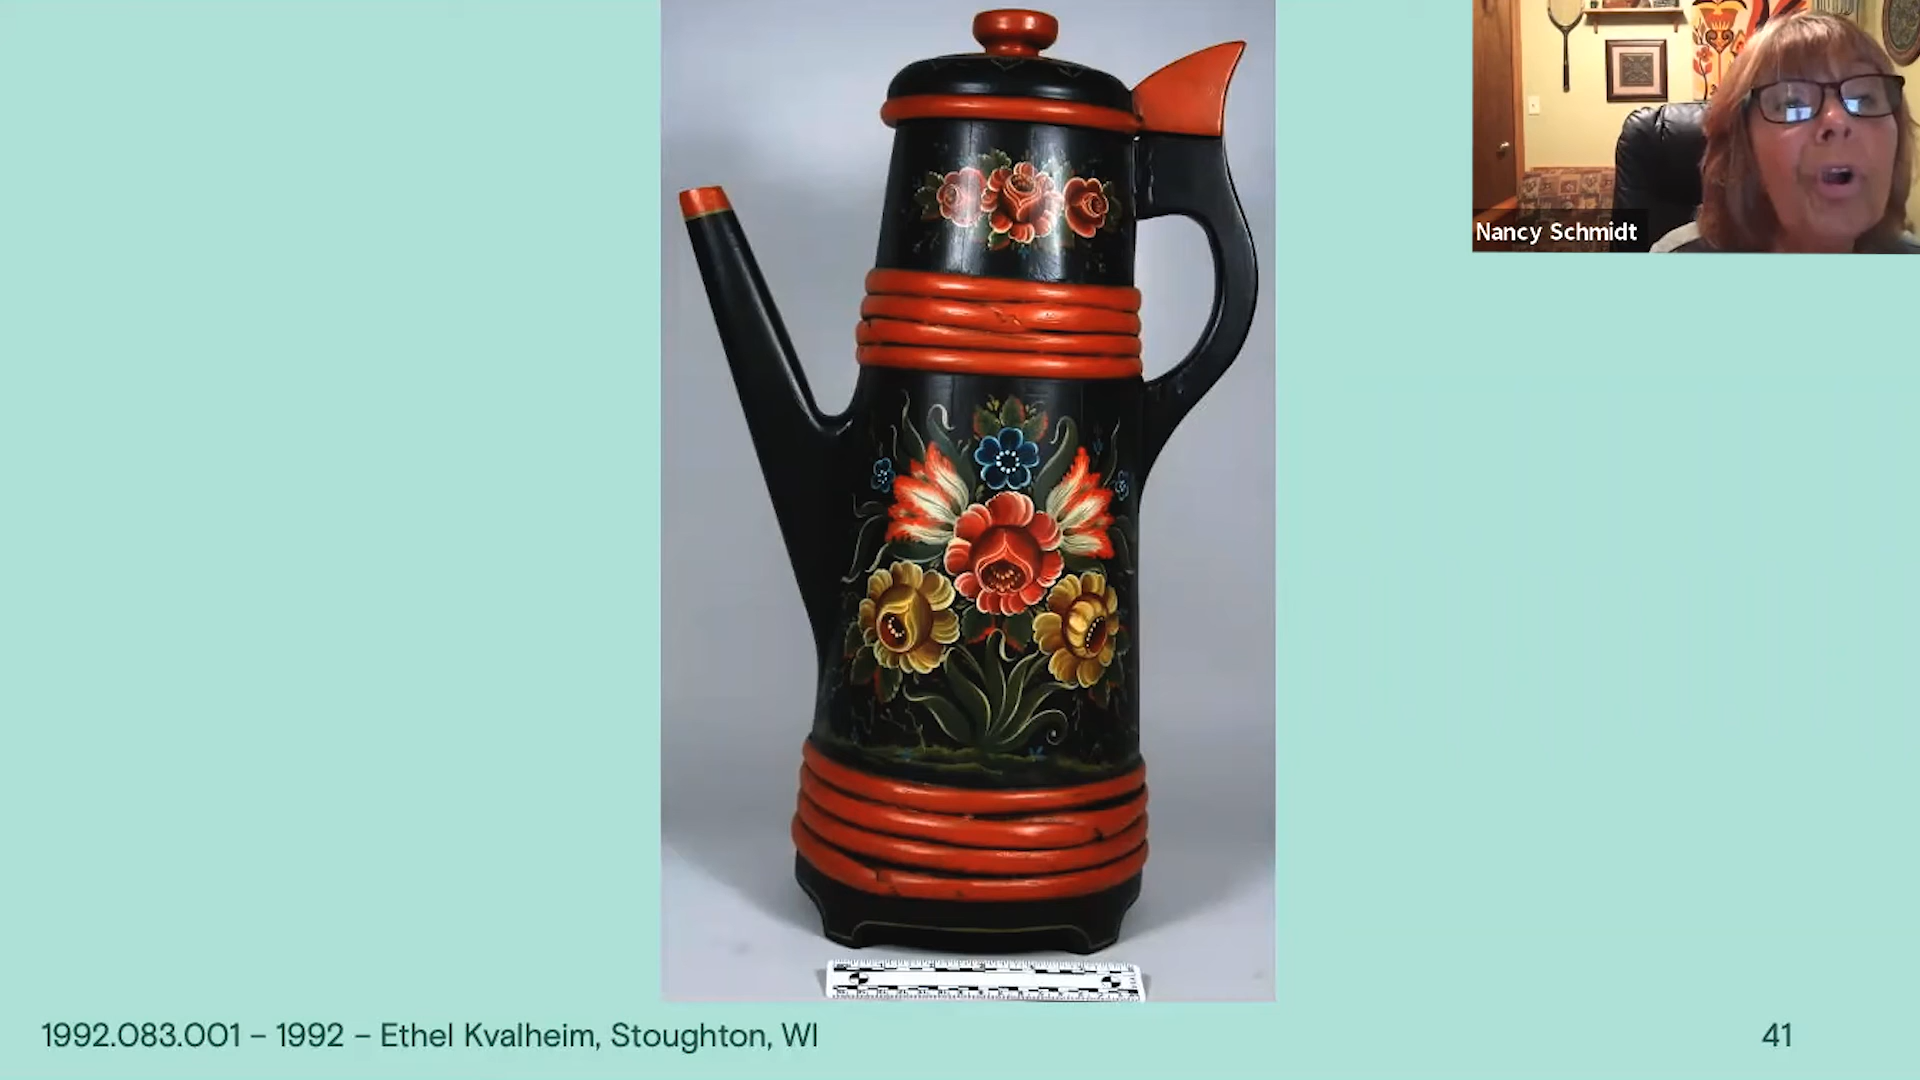 Nancy Schmidt
1992.083.001 – 1992 – Ethel Kvalheim, Stoughton, WI
41